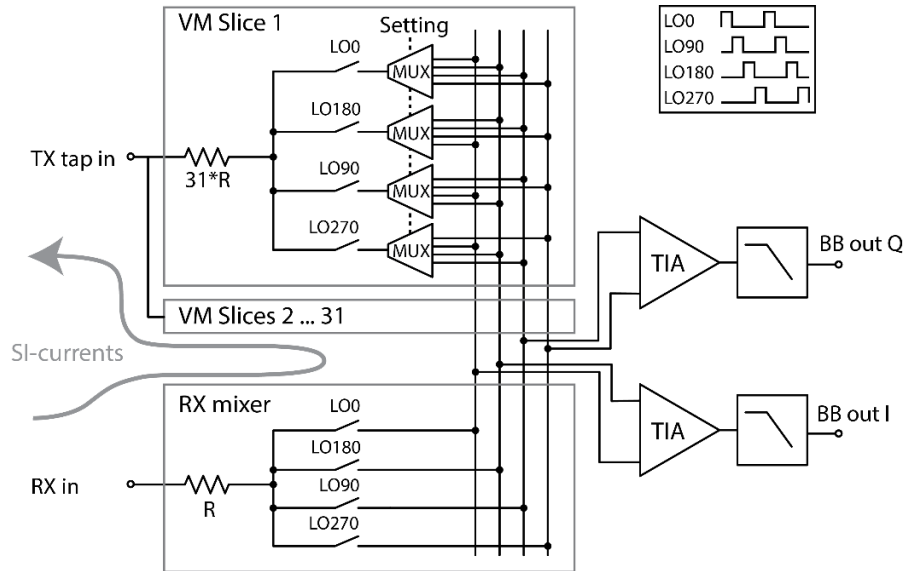 VM Slice 1
Setting
LO0
MUX
LO180
MUX
TX tap in
31*R
LO90
MUX
LO270
MUX
VM Slices 2 ... 31
SI-currents
RX mixer
LO0
LO180
RX in
R
LO90
LO270
LO0
LO90
LO180
LO270
TIA
BB out Q
TIA
BB out I